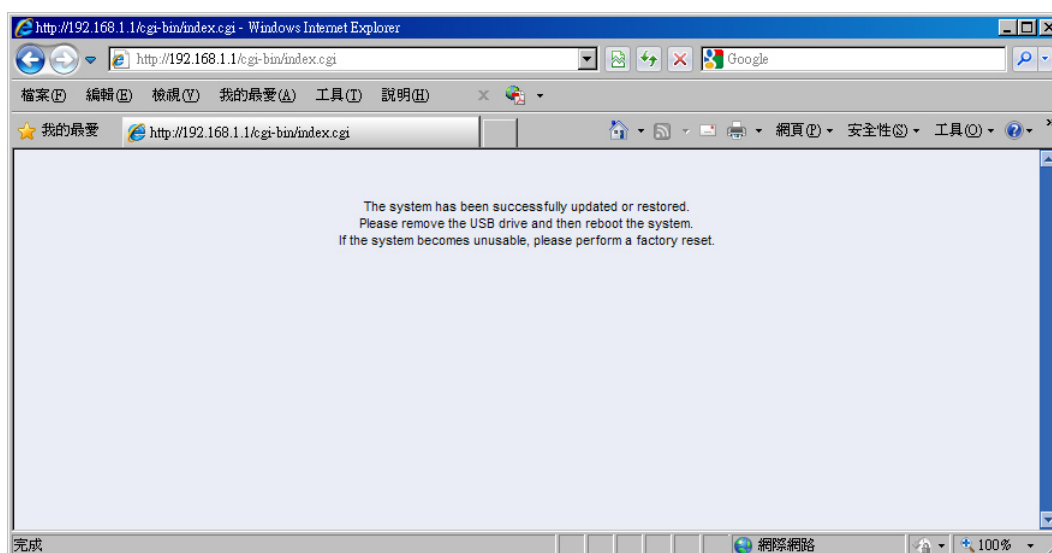 http://192.168.1.1/cgi-bin/index.cgi - Windows Internet Explorer
http://192.168.1.1/cgi-bin/index.cgi
Google
檔案(F) 編輯(E) 檢視(V) 我的最愛(A) 工具(T) 說明(H)
我的最愛
http://192.168.1.1/cgi-bin/index.cgi
網頁(P) 安全性(S) 工具(O)
The system has been successfully updated or restored.
Please remove the USB drive and then reboot the system.
If the system becomes unusable, please perform a factory reset.
完成
網際網路
100%